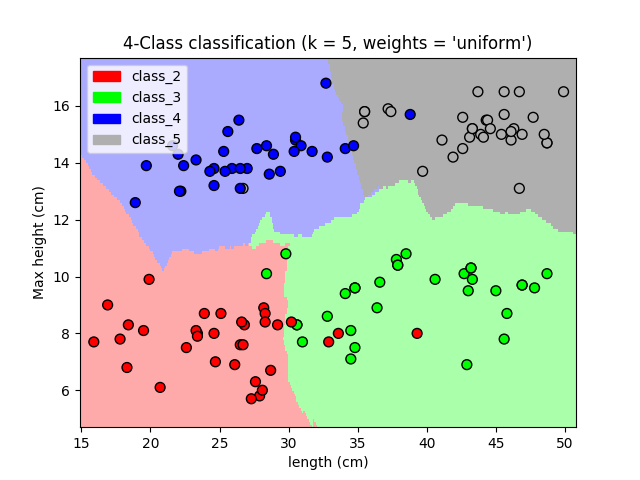 4-Class classification (k = 5, weights = 'uniform')
class_2
class_3
class_4
class_5
Max height (cm)
16
14
12
10
8
6
15 20 25 30 35 40 45 50
length (cm)